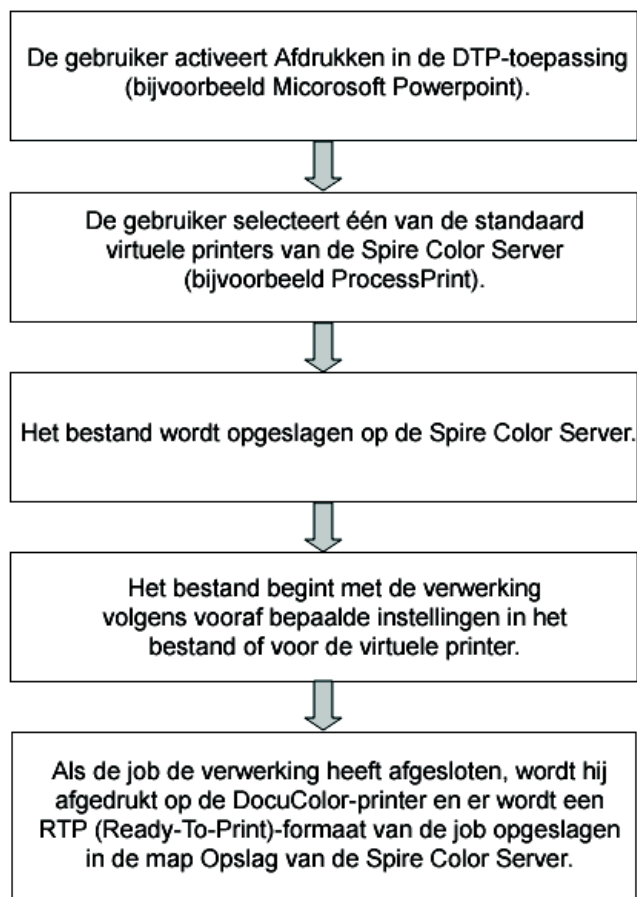 De gebruiker activeert Afdrukken in de DTP-toepassing
(bijvoorbeeld Micorosoft Powerpoint).
De gebruiker selecteert één van de standaard
virtuele printers van de Spire Color Server
(bijvoorbeeld ProcessPrint).
Het bestand wordt opgeslagen op de Spire Color Server.
Het bestand begint met de verwerking
volgens vooraf bepaalde instellingen in het
bestand of voor de virtuele printer.
Als de job de verwerking heeft afgesloten, wordt hij
afgedrukt op de DocuColor-printer en er wordt een
RTP (Ready-To-Print)-formaat van de job opgeslagen
in de map Opslag van de Spire Color Server.